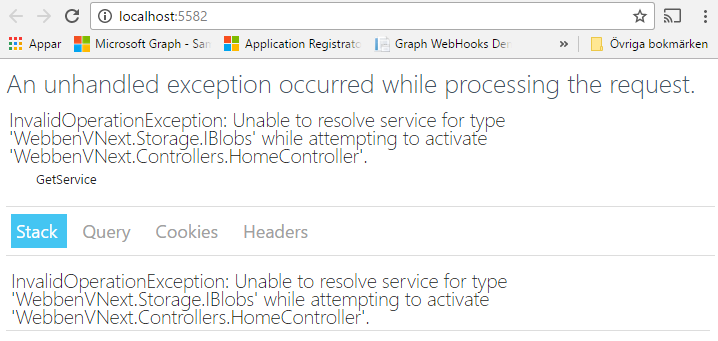 localhost:5582
Appar Microsoft Graph - San Application Registrato Graph WebHooks Der » Övriga bokmärken
An unhandled exception occurred while processing the request.
InvalidOperationException: Unable to resolve service for type
'WebbenVNext.Storage.IBlobs' while attempting to activate
'WebbenVNext.Controllers.HomeController'.
GetService
Stack Query Cookies Headers
InvalidOperationException: Unable to resolve service for type
'WebbenVNext.Storage.IBlobs' while attempting to activate
'WebbenVNext.Controllers.HomeController'.